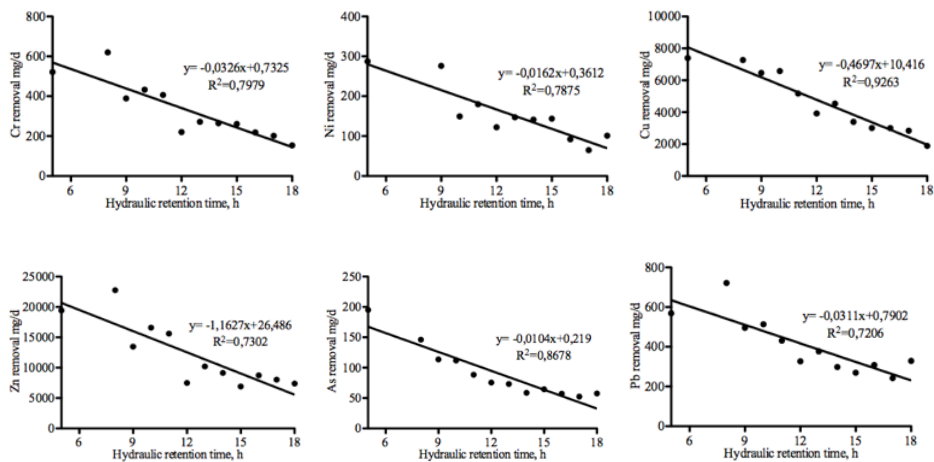 Cr removal mg/d
800
600
400
200
0
y= -0,0326x+0,7325
R²=0,7979
6 9 12 15 18
Hydraulic retention time, h
Ni removal mg/d
400
300
200
100
0
y= -0,0162x+0,3612
R²=0,7875
6 9 12 15 18
Hydraulic retention time, h
Cu removal mg/d
10000
8000
6000
4000
2000
0
y= -0,4697x+10,416
R²=0,9263
6 9 12 15 18
Hydraulic retention time, h
Zn removal mg/d
25000
20000
15000
10000
5000
0
y= -1,1627x+26,486
R²=0,7302
6 9 12 15 18
Hydraulic retention time, h
As removal mg/d
250
200
150
100
50
0
y= -0,0104x+0,219
R²=0,8678
6 9 12 15 18
Hydraulic retention time, h
Pb removal mg/d
800
600
400
200
0
y= -0,0311x+0,7902
R²=0,7206
6 9 12 15 18
Hydraulic retention time, h